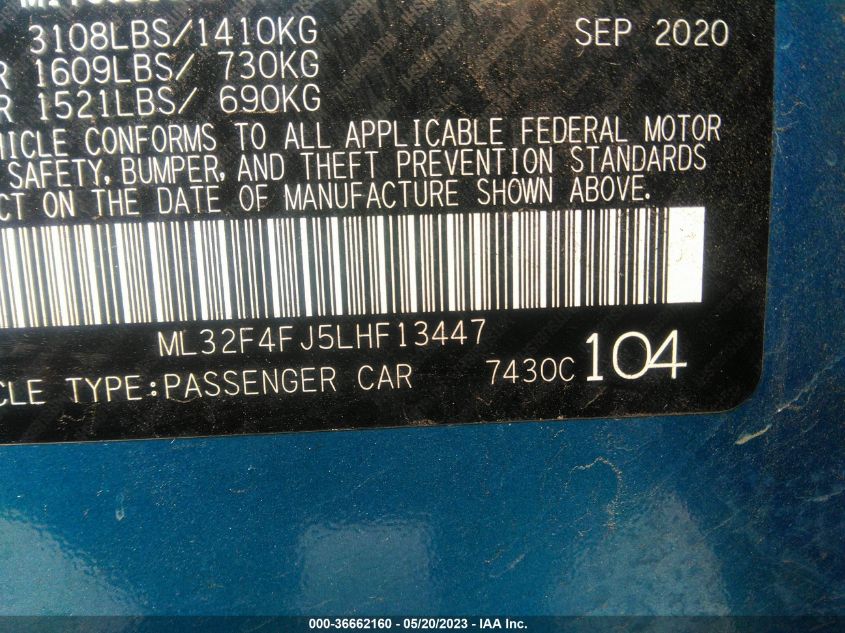 3108LBS/1410KG SEP 2020
R 1609LBS/ 730KG
R 1521LBS/ 690KG
HICLE CONFORMS TO ALL APPLICABLE FEDERAL MOTOR
SAFETY, BUMPER, AND THEFT PREVENTION STANDARDS
CT ON THE DATE OF MANUFACTURE SHOWN ABOVE.
ML32F4FJ5LHF13447
CLE TYPE:PASSENGER CAR 7430C 104
000-36662160 - 05/20/2023 - IAA Inc.